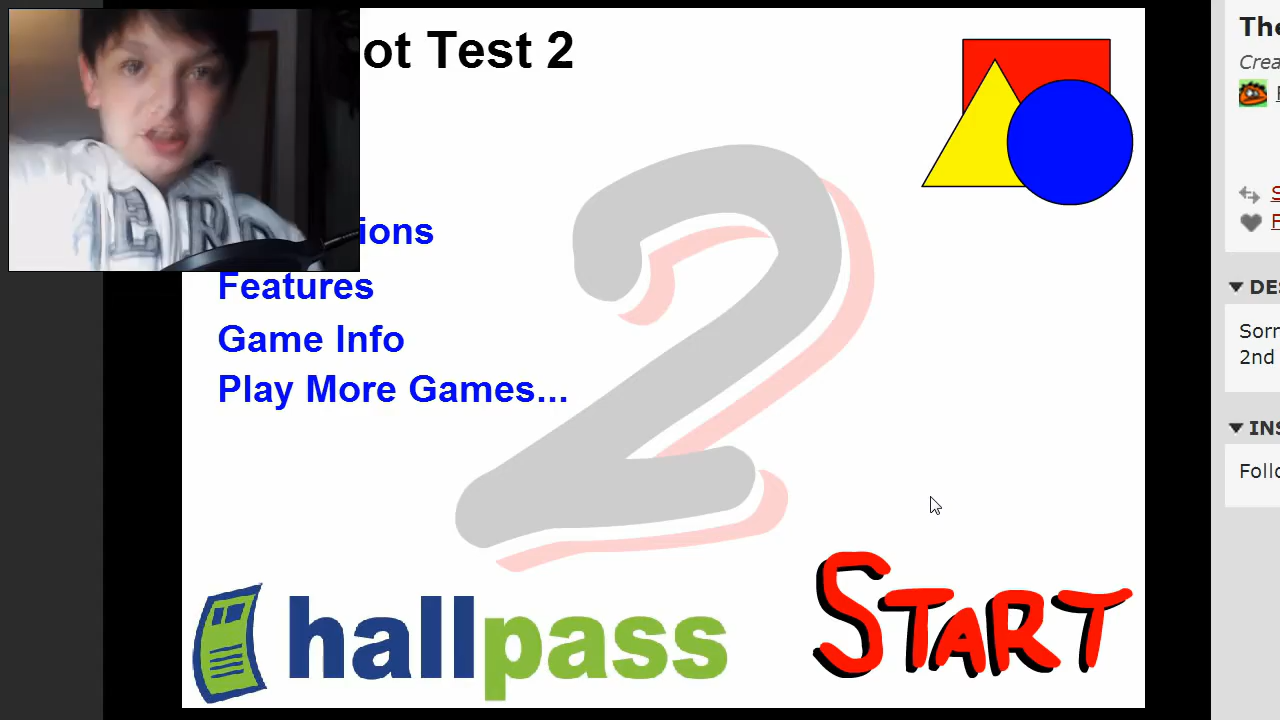 ot Test 2
ions
Features
Game Info
Play More Games...
2
hallpass
START
The
Crea
DES
Sorr
2nd
INS
Follo